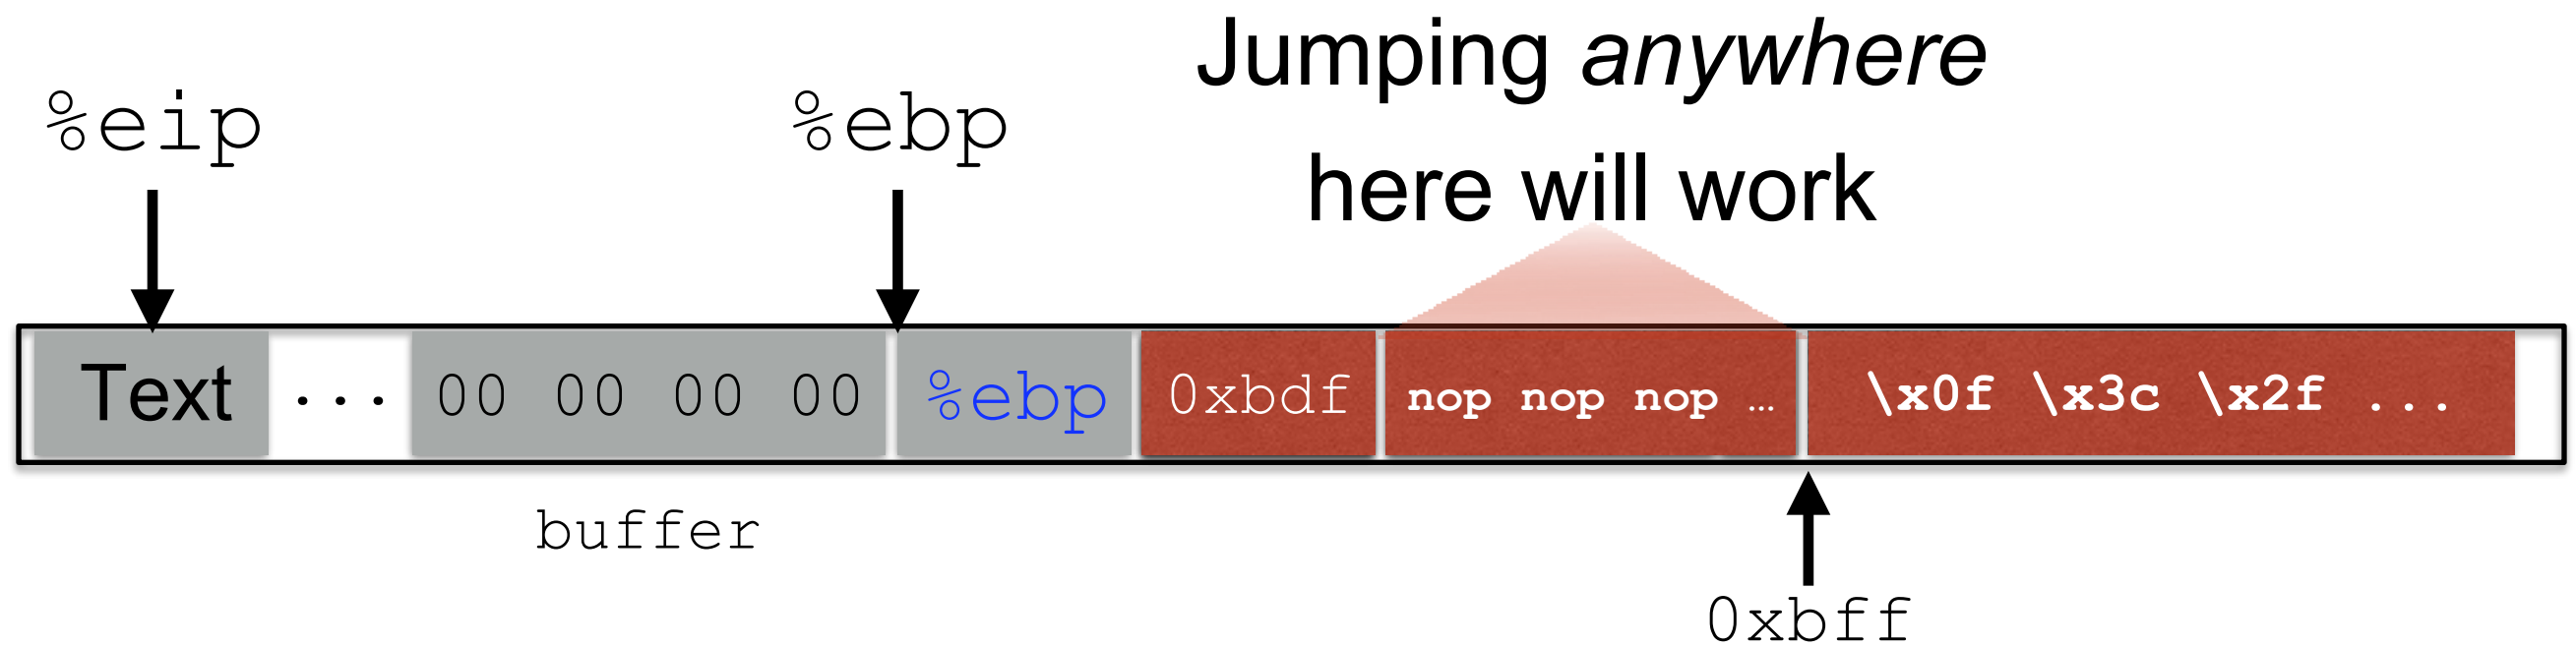 Jumping anywhere
%eip %ebp
here will work
Text ... 00 00 00 00 %ebp 0xbdf nop nop nop … \x0f \x3c \x2f ...
buffer
0xbff